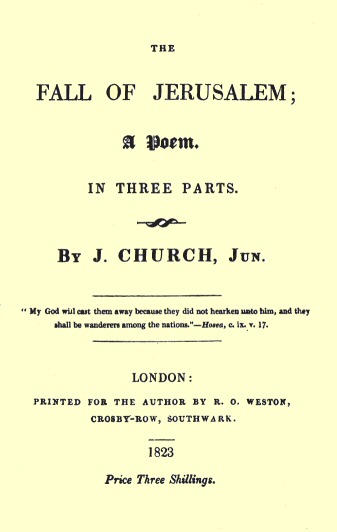 THE
FALL OF JERUSALEM;
A Poem.
IN THREE PARTS.
By J. CHURCH, Jun.
“ My God will cast them away because they did not hearken unto him, and they
shall be wanderers among the nations.”—Hosea, c. ix. v. 17.
LONDON:
PRINTED FOR THE AUTHOR BY R. O. WESTON,
CROSBY-ROW, SOUTHWARK.
1823
Price Three Shillings.